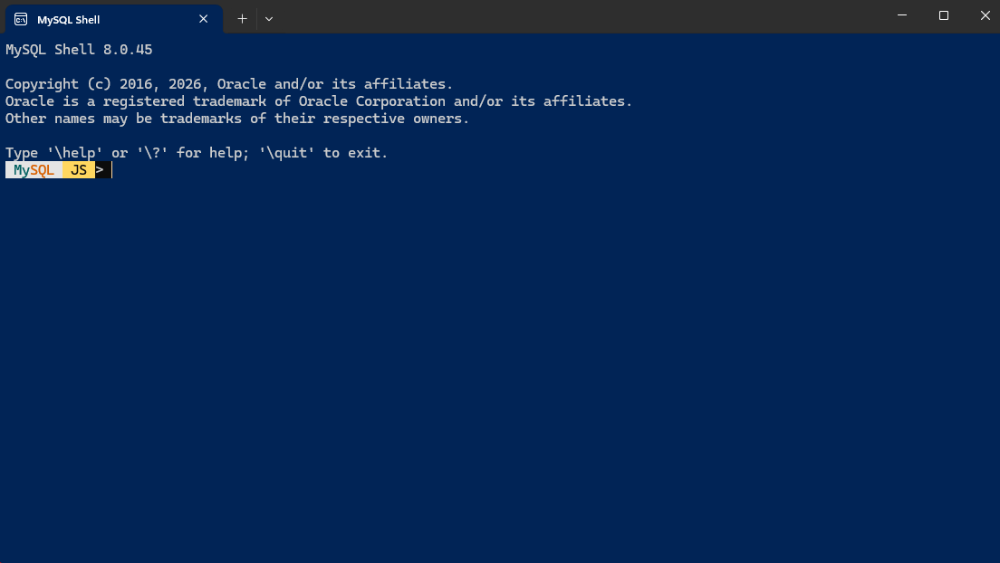 MySQL Shell
MySQL Shell 8.0.45
Copyright (c) 2016, 2026, Oracle and/or its affiliates.
Oracle is a registered trademark of Oracle Corporation and/or its affiliates.
Other names may be trademarks of their respective owners.
Type '\help' or '\?' for help; '\quit' to exit.
MySQL JS >